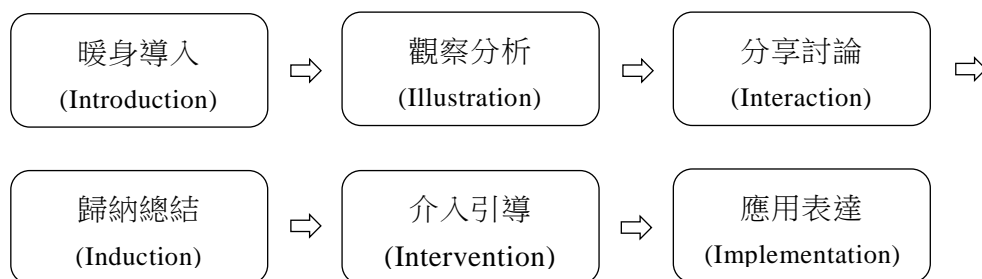 暖身導入
(Introduction)
觀察分析
(Illustration)
分享討論
(Interaction)
歸納總結
(Induction)
介入引導
(Intervention)
應用表達
(Implementation)